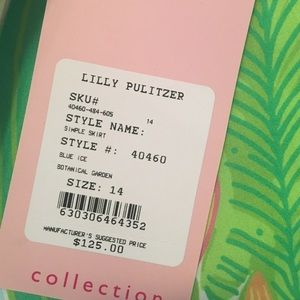 LILLY PULITZER
SKU#
40460-484-605 14
STYLE NAME:
SIMPLE SKIRT
STYLE #: 40460
BLUE ICE
BOTANICAL GARDEN
SIZE: 14
630306464352
MANUFACTURER'S SUGGESTED PRICE
$125.00
collection